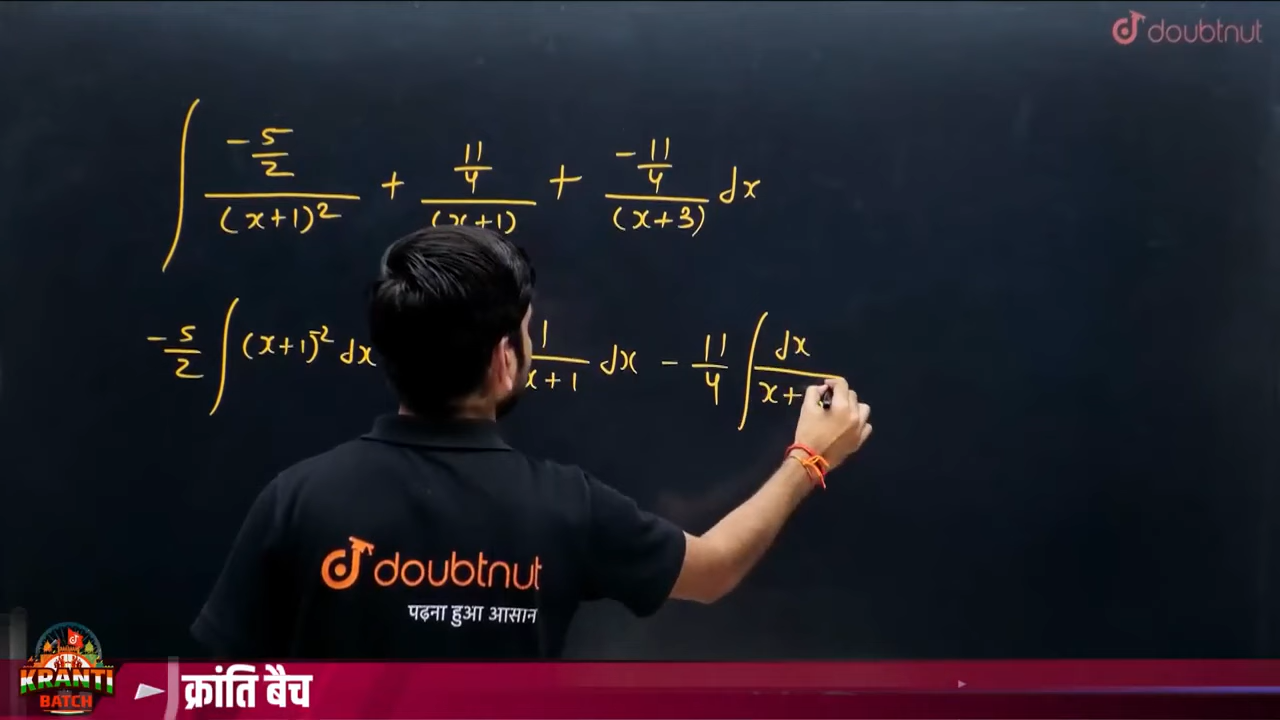 doubtnut
∫ (-5/2)/(x+1)² + (11/4)/(x+1) + (-11/4)/(x+3) dx
-5/2 ∫ (x+1)⁻² dx 1/x+1 dx - 11/4 ∫ dx/x+
doubtnut
पढ़ना हुआ आसान
KRANTI
BATCH
क्रांति बैच